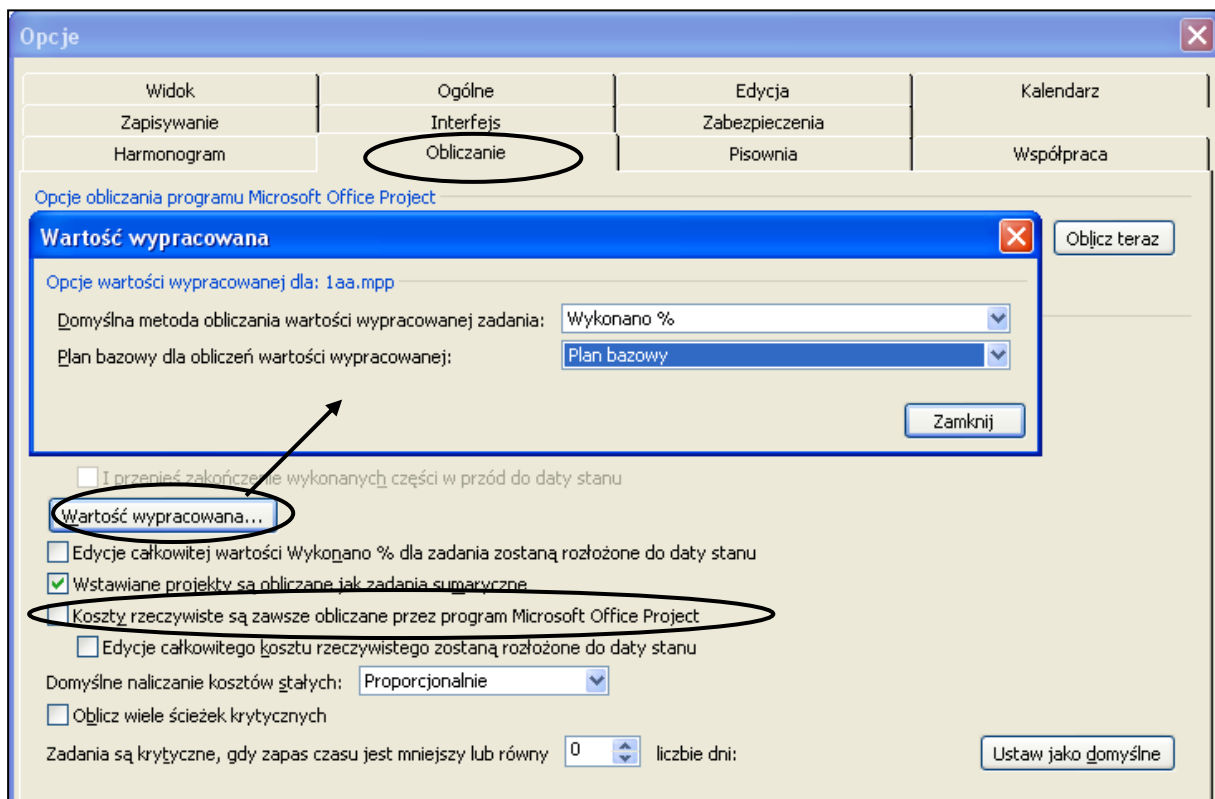 Opcje
Widok Ogólne Edycja Kalendarz
Zapisywanie Interfejs Zabezpieczenia
Harmonogram Obliczanie Pisownia Współpraca
Opcje obliczania programu Microsoft Office Project
Wartość wypracowana
Oblicz teraz
Opcje wartości wypracowanej dla: 1aa.mpp
Domyślna metoda obliczania wartości wypracowanej zadania: Wykonano %
Plan bazowy dla obliczeń wartości wypracowanej: Plan bazowy
Zamknij
I przenieś zakończenie wykonanych części w przód do daty stanu
Wartość wypracowana...
Edycje całkowitej wartości Wykonano % dla zadania zostaną rozłożone do daty stanu
Wstawiane projekty są obliczane jak zadania sumaryczne
Koszty rzeczywiste są zawsze obliczane przez program Microsoft Office Project
Edycje całkowitego kosztu rzeczywistego zostaną rozłożone do daty stanu
Domyślne naliczanie kosztów stałych: Proporcjonalnie
Oblicz wiele ścieżek krytycznych
Zadania są krytyczne, gdy zapas czasu jest mniejszy lub równy 0 liczbie dni: Ustaw jako domyślne